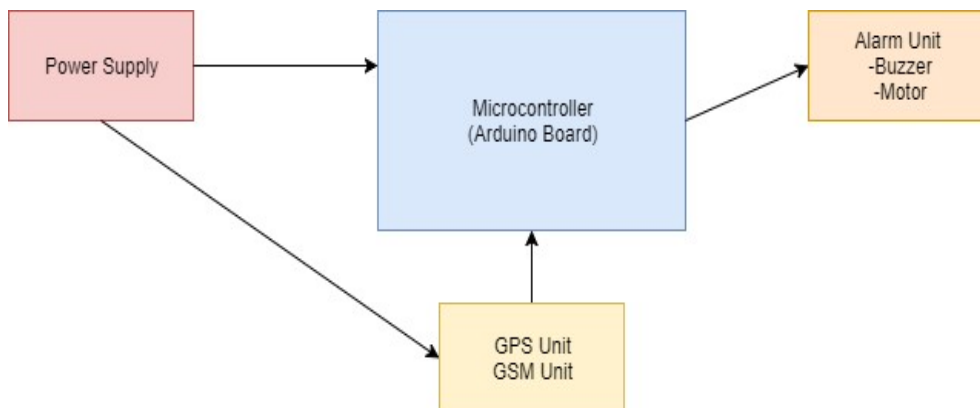 Power Supply
Microcontroller
(Arduino Board)
Alarm Unit
-Buzzer
-Motor
GPS Unit
GSM Unit